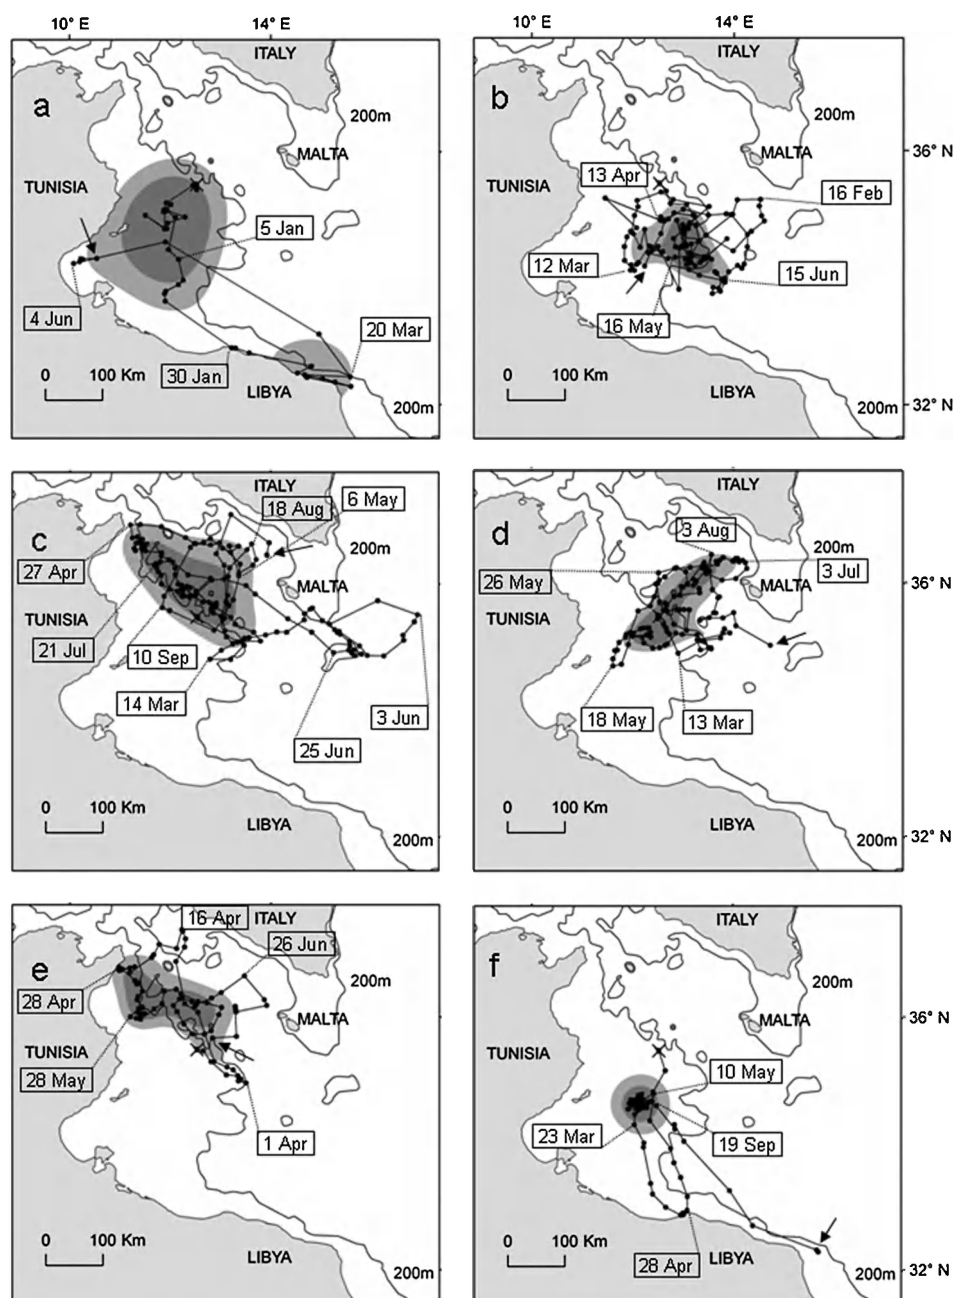 10° E 14° E 10° E 14° E
ITALY
a
200m
MALTA
TUNISIA
5 Jan
4 Jun
20 Mar
30 Jan
0 100 Km
LIBYA
200m
ITALY
b
200m
MALTA
36° N
13 Apr
TUNISIA
16 Feb
12 Mar
15 Jun
16 May
0 100 Km
LIBYA
200m
32° N
ITALY
c
18 Aug
6 May
200m
27 Apr
MALTA
TUNISIA
21 Jul
10 Sep
14 Mar
3 Jun
25 Jun
0 100 Km
LIBYA
200m
ITALY
d
3 Aug
200m
3 Jul
26 May
MALTA
36° N
TUNISIA
18 May
13 Mar
0 100 Km
LIBYA
200m
32° N
16 Apr
ITALY
26 Jun
e
200m
28 Apr
MALTA
TUNISIA
28 May
1 Apr
0 100 Km
LIBYA
200m
ITALY
f
200m
MALTA
36° N
TUNISIA
10 May
23 Mar
19 Sep
LIBYA
28 Apr
0 100 Km
200m
32° N